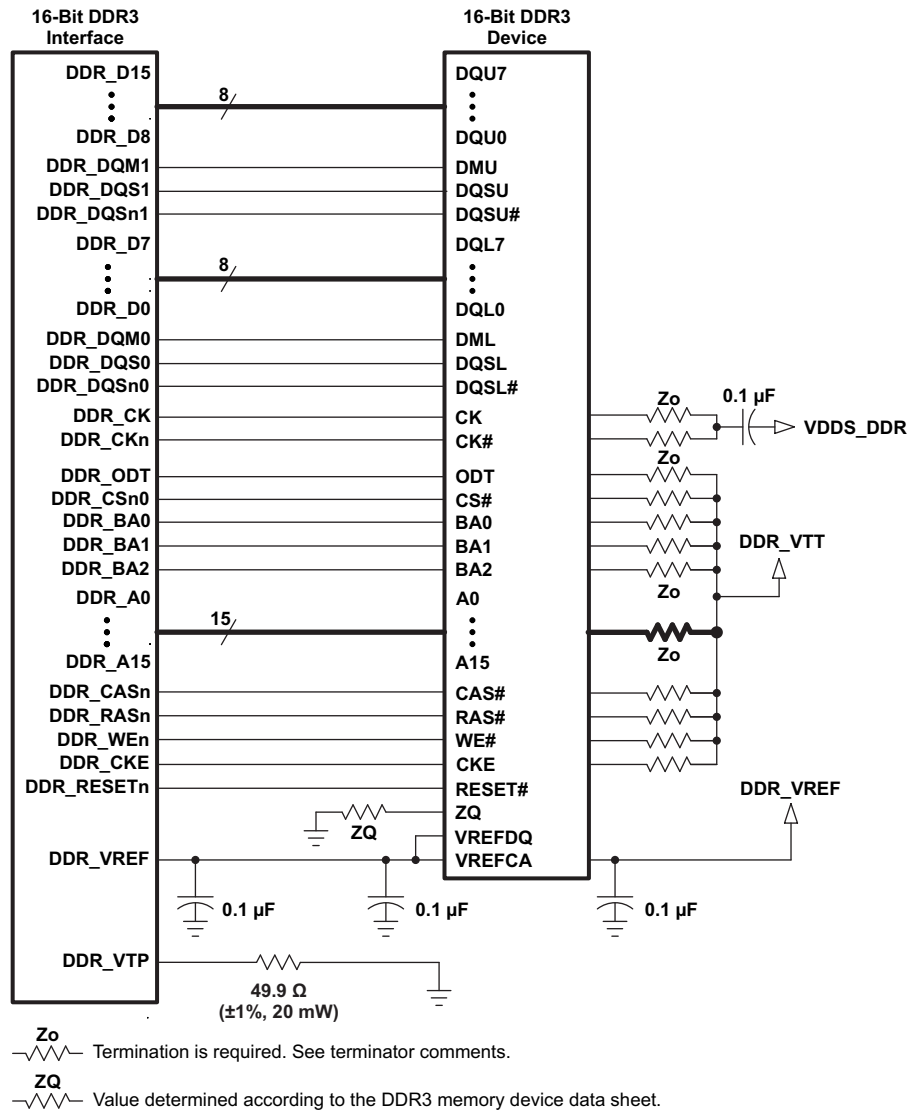 16-Bit DDR3
Interface
16-Bit DDR3
Device
DDR_D15
8
DQU7
DDR_D8
DQU0
DDR_DQM1
DMU
DDR_DQS1
DQSU
DDR_DQSn1
DQSU#
DDR_D7
8
DQL7
DDR_D0
DQL0
DDR_DQM0
DML
DDR_DQS0
DQSL
DDR_DQSn0
DQSL#
Zo
0.1 µF
DDR_CK
CK
VDDS_DDR
DDR_CKn
CK#
Zo
DDR_ODT
ODT
DDR_CSn0
CS#
DDR_BA0
BA0
DDR_BA1
BA1
DDR_VTT
DDR_BA2
BA2
Zo
DDR_A0
A0
15
Zo
DDR_A15
A15
DDR_CASn
CAS#
DDR_RASn
RAS#
DDR_WEn
WE#
DDR_CKE
CKE
DDR_RESETn
RESET#
DDR_VREF
ZQ
ZQ
VREFDQ
DDR_VREF
VREFCA
0.1 µF
0.1 µF
0.1 µF
DDR_VTP
49.9 Ω
(±1%, 20 mW)
Zo
Termination is required. See terminator comments.
ZQ
Value determined according to the DDR3 memory device data sheet.